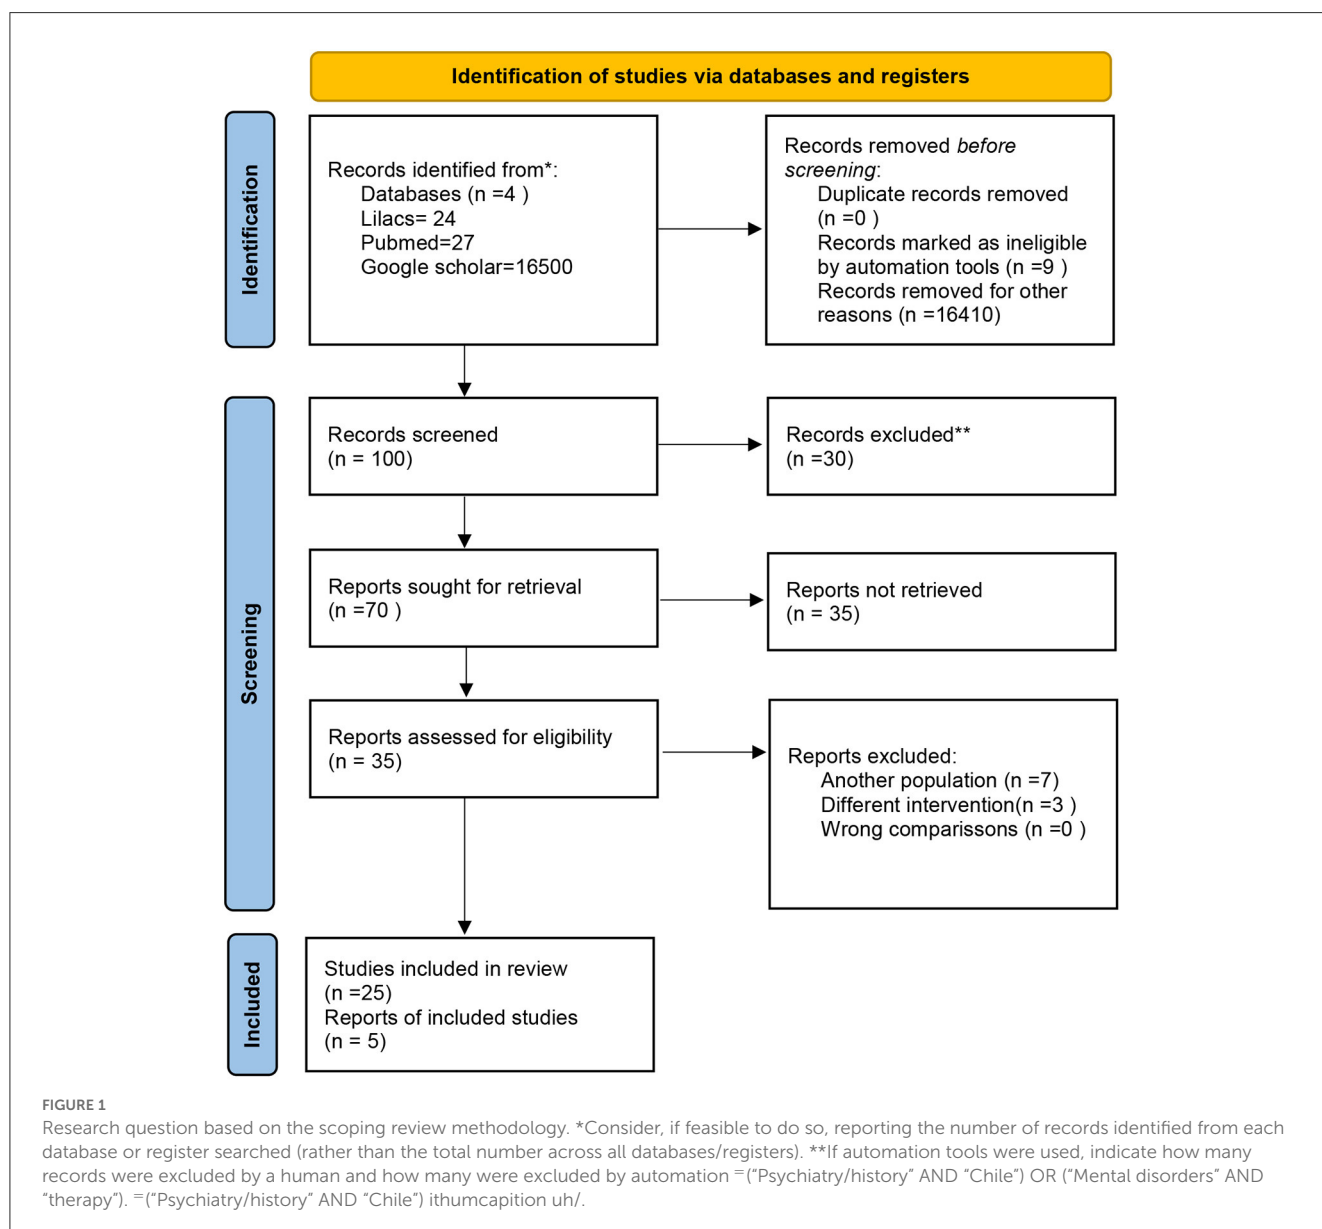 Identification of studies via databases and registers
Identification
Records identified from*:
Databases (n =4 )
Lilacs= 24
Pubmed=27
Google scholar=16500
Records removed before
screening:
Duplicate records removed
(n =0 )
Records marked as ineligible
by automation tools (n =9 )
Records removed for other
reasons (n =16410)
Screening
Records screened
(n = 100)
Records excluded**
(n =30)
Reports sought for retrieval
(n =70 )
Reports not retrieved
(n = 35)
Reports assessed for eligibility
(n = 35)
Reports excluded:
Another population (n =7)
Different intervention(n =3 )
Wrong comparissons (n =0 )
Included
Studies included in review
(n =25)
Reports of included studies
(n = 5)
FIGURE 1
Research question based on the scoping review methodology. *Consider, if feasible to do so, reporting the number of records identified from each
database or register searched (rather than the total number across all databases/registers). **If automation tools were used, indicate how many
records were excluded by a human and how many were excluded by automation =(“Psychiatry/history” AND “Chile”) OR (“Mental disorders” AND
“therapy”). =(“Psychiatry/history” AND “Chile”) ithumcapition uh/.